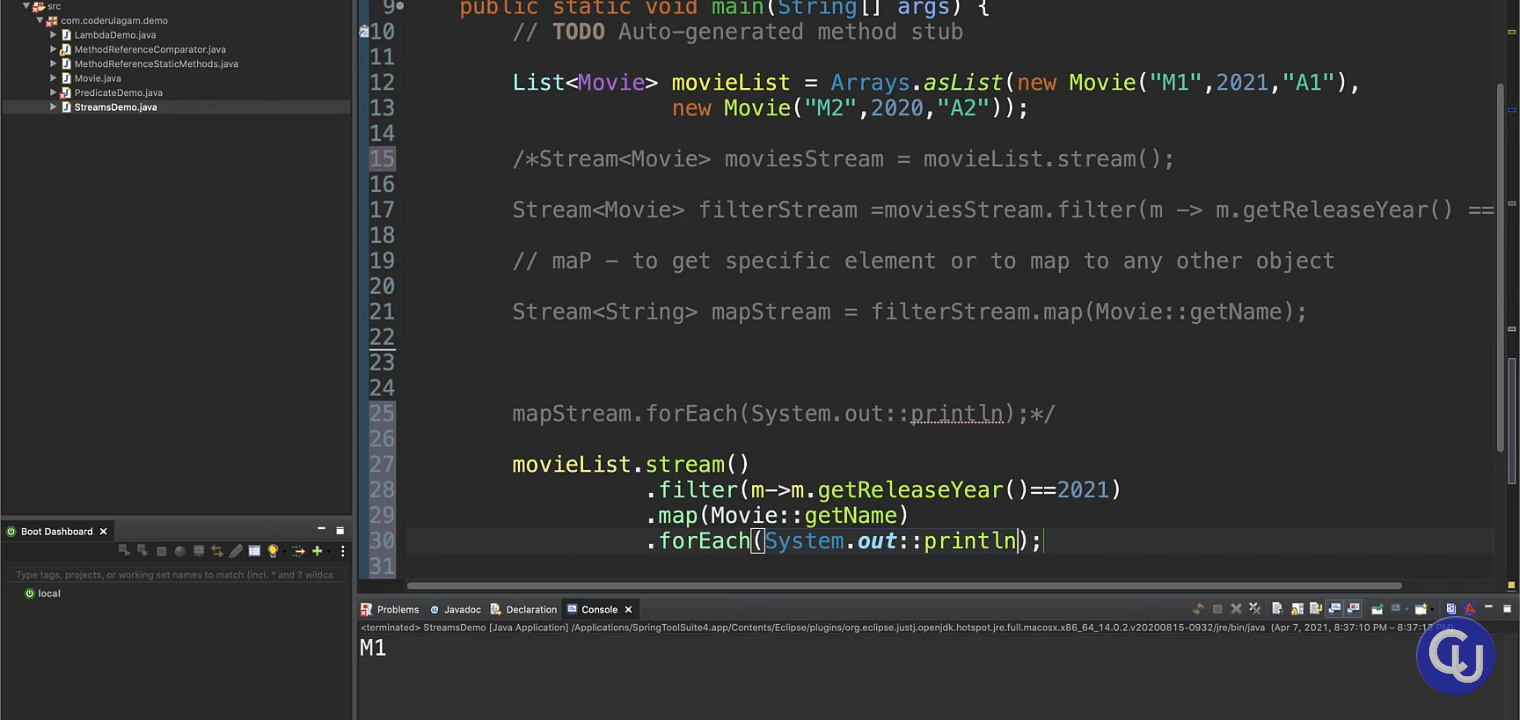 src
com.coderulagam.demo
LambdaDemo.java
MethodReferenceComparator.java
MethodReferenceStaticMethods.java
Movie.java
PredicateDemo.java
StreamsDemo.java
9 public static void main(String[] args) {
10 // TODO Auto-generated method stub
11
12 List<Movie> movieList = Arrays.asList(new Movie("M1",2021,"A1"),
13 new Movie("M2",2020,"A2"));
14
15 /*Stream<Movie> moviesStream = movieList.stream();
16
17 Stream<Movie> filterStream =moviesStream.filter(m -> m.getReleaseYear() ==
18
19 // maP - to get specific element or to map to any other object
20
21 Stream<String> mapStream = filterStream.map(Movie::getName);
22
23
24
25 mapStream.forEach(System.out::println);*/
26
27 movieList.stream()
28 .filter(m->m.getReleaseYear()==2021)
29 .map(Movie::getName)
30 .forEach(System.out::println);
31
Boot Dashboard
Type tags, projects, or working set names to match (incl. * and ? wildca
local
Problems Javadoc Declaration Console
<terminated> StreamsDemo [Java Application] /Applications/SpringToolSuite4.app/Contents/Eclipse/plugins/org.eclipse.justj.openjdk.hotspot.jre.full.macosx.x86_64_14.0.2.v20200815-0932/jre/bin/java (Apr 7, 2021, 8:37:10 PM – 8:37:13 PM)
M1
CU